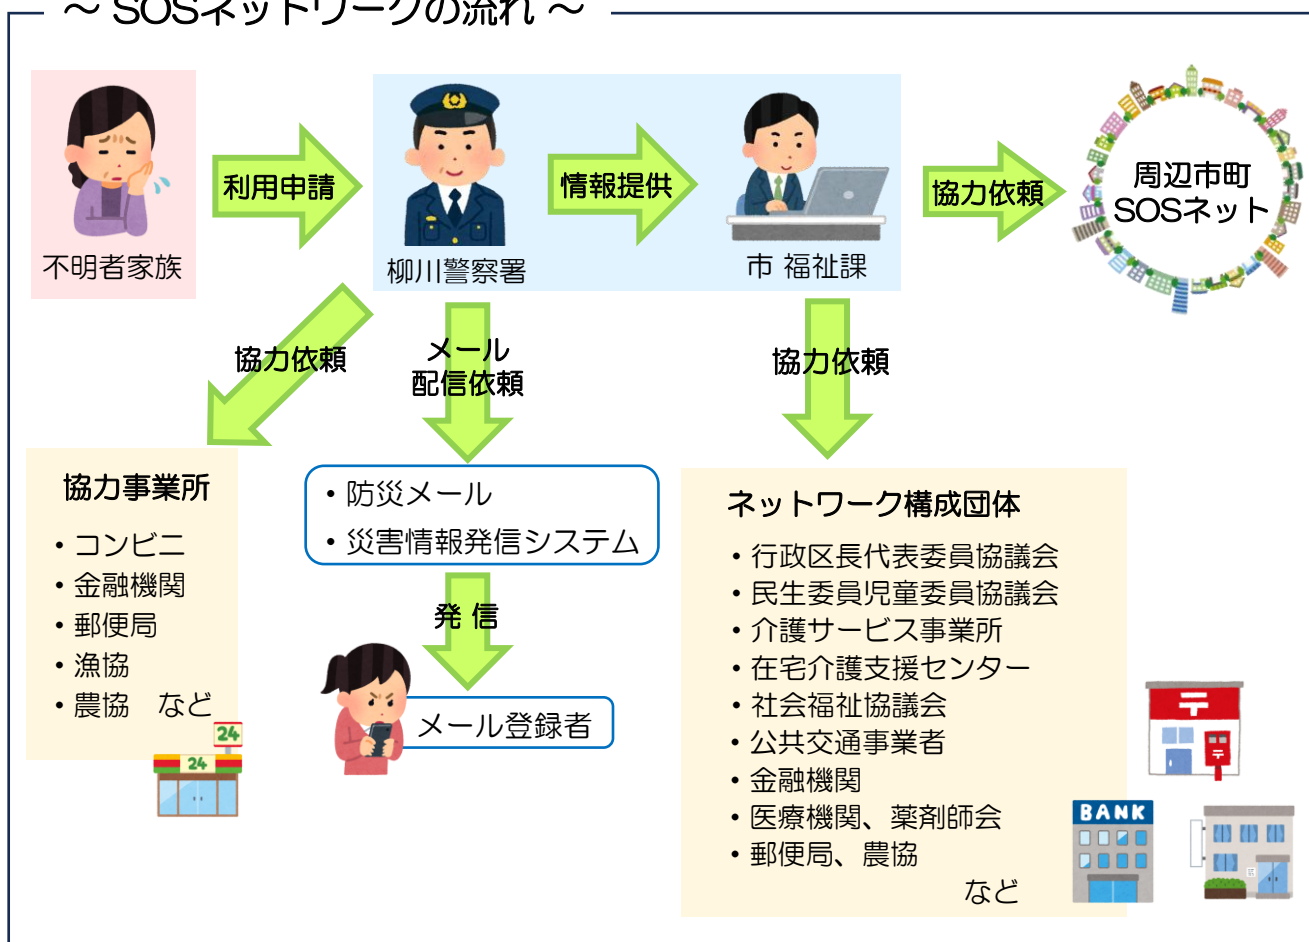 ～ SOSネットワークの流れ ～
利用申請
情報提供
協力依頼
周辺市町
SOSネット
不明者家族
柳川警察署
市 福祉課
協力依頼
メール
配信依頼
協力依頼
協力事業所
・コンビニ
・金融機関
・郵便局
・漁協
・農協　など
24
24
・防災メール
・災害情報発信システム
発 信
メール登録者
ネットワーク構成団体
・行政区長代表委員協議会
・民生委員児童委員協議会
・介護サービス事業所
・在宅介護支援センター
・社会福祉協議会
・公共交通事業者
・金融機関
・医療機関、薬剤師会
・郵便局、農協
など
〒
〒
BANK